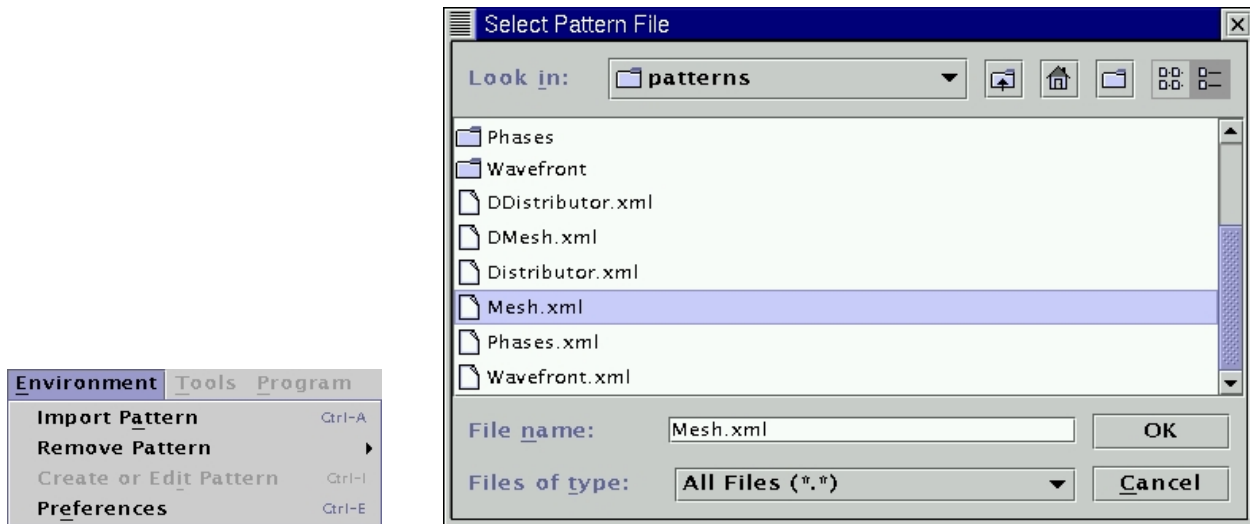 Environment Tools Program
Import Pattern Ctrl-A
Remove Pattern
Create or Edit Pattern Ctrl-I
Preferences Ctrl-E
Select Pattern File
Look in: patterns
Phases
Wavefront
DDistributor.xml
DMesh.xml
Distributor.xml
Mesh.xml
Phases.xml
Wavefront.xml
File name: Mesh.xml OK
Files of type: All Files (*.*) Cancel